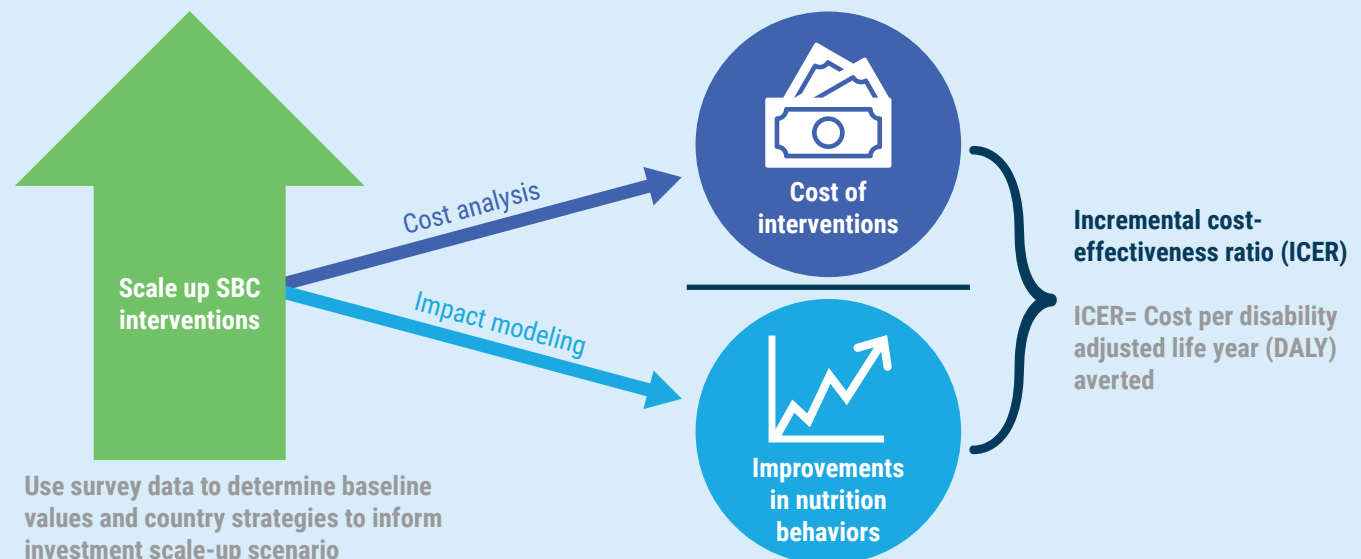 Scale up SBC
interventions
Use survey data to determine baseline
values and country strategies to inform
investment scale-up scenario
Cost analysis
Impact modeling
Cost of
interventions
Improvements
in nutrition
behaviors
Incremental cost-
effectiveness ratio (ICER)
ICER= Cost per disability
adjusted life year (DALY)
averted